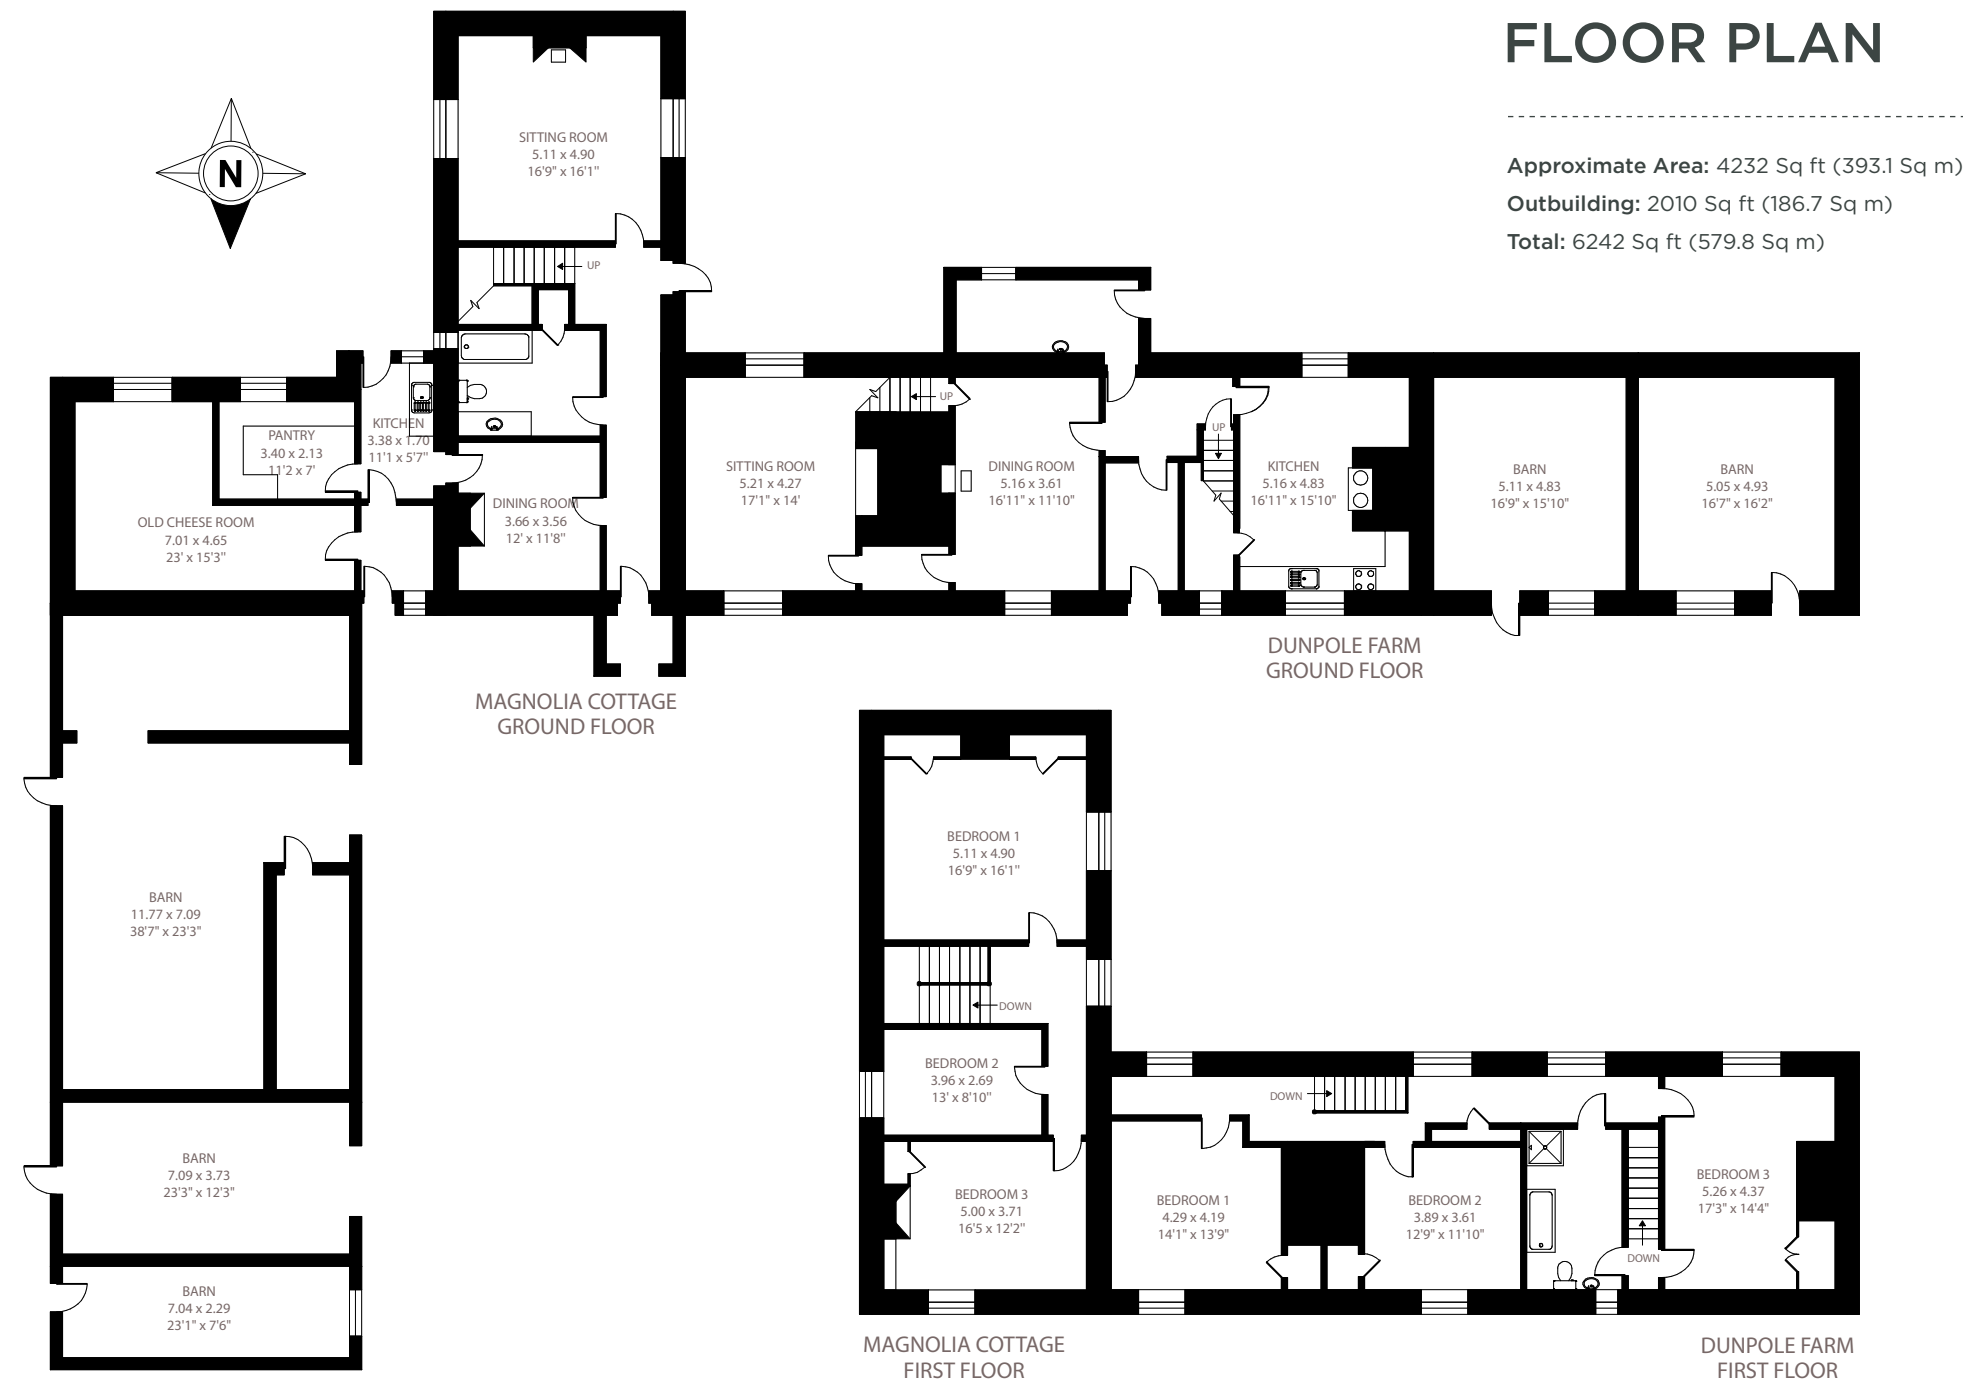 FLOOR PLAN
Approximate Area: 4232 Sq ft (393.1 Sq m)
Outbuilding: 2010 Sq ft (186.7 Sq m)
Total: 6242 Sq ft (579.8 Sq m)
N
SITTING ROOM
5.11 x 4.90
16'9" x 16'1"
UP
KITCHEN
3.38 x 1.70
11'1 x 5'7"
PANTRY
3.40 x 2.13
11'2 x 7'
OLD CHEESE ROOM
7.01 x 4.65
23' x 15'3"
DINING ROOM
3.66 x 3.56
12' x 11'8"
MAGNOLIA COTTAGE
GROUND FLOOR
SITTING ROOM
5.21 x 4.27
17'1" x 14'
UP
DINING ROOM
5.16 x 3.61
16'11" x 11'10"
UP
KITCHEN
5.16 x 4.83
16'11" x 15'10"
BARN
5.11 x 4.83
16'9" x 15'10"
BARN
5.05 x 4.93
16'7" x 16'2"
DUNPOLE FARM
GROUND FLOOR
BARN
11.77 x 7.09
38'7" x 23'3"
BARN
7.09 x 3.73
23'3" x 12'3"
BARN
7.04 x 2.29
23'1" x 7'6"
BEDROOM 1
5.11 x 4.90
16'9" x 16'1"
DOWN
BEDROOM 2
3.96 x 2.69
13' x 8'10"
BEDROOM 3
5.00 x 3.71
16'5 x 12'2"
MAGNOLIA COTTAGE
FIRST FLOOR
DOWN
BEDROOM 1
4.29 x 4.19
14'1" x 13'9"
BEDROOM 2
3.89 x 3.61
12'9" x 11'10"
DOWN
BEDROOM 3
5.26 x 4.37
17'3" x 14'4"
DUNPOLE FARM
FIRST FLOOR